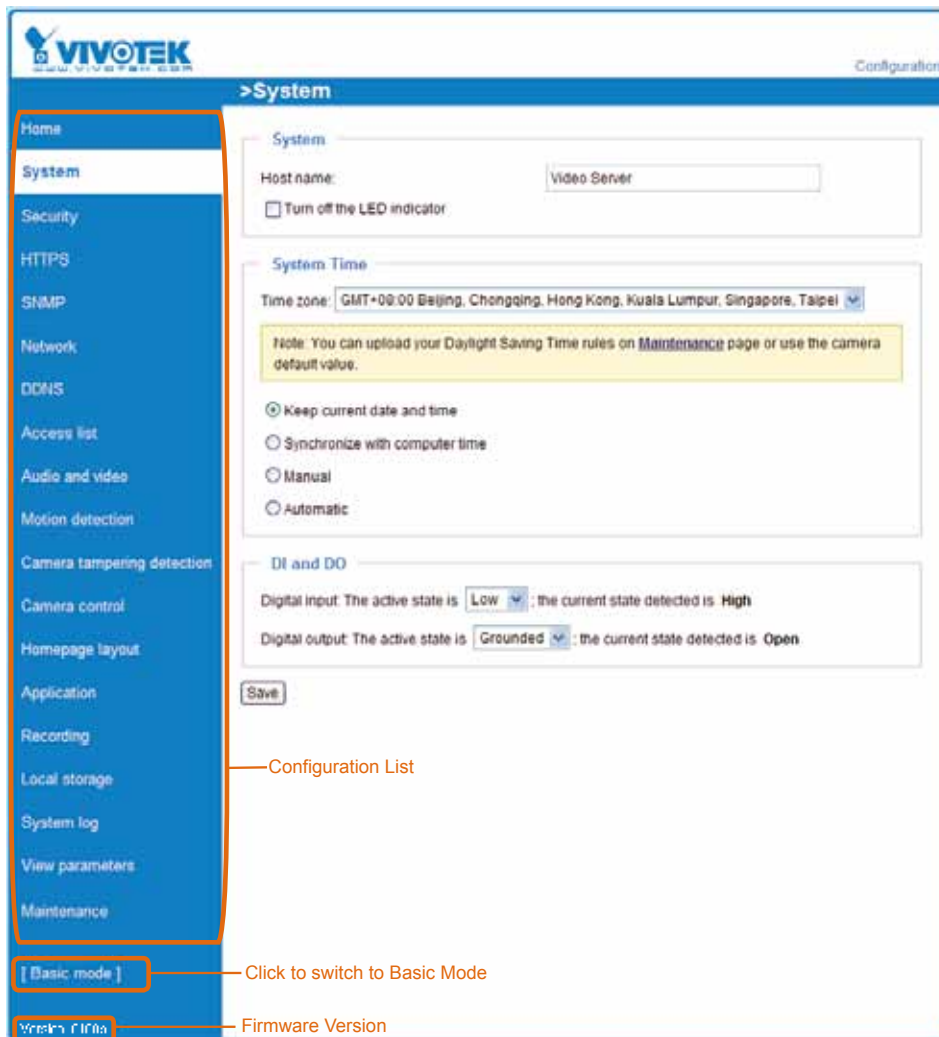 VIVOTEK
www.vivotek.com
Configuration
>System
Home
System
Security
HTTPS
SNMP
Network
DDNS
Access list
Audio and video
Motion detection
Camera tampering detection
Camera control
Homepage layout
Application
Recording
Local storage
System log
View parameters
Maintenance
[ Basic mode ]
Version
System
Host name: Video Server
Turn off the LED indicator
System Time
Time zone: GMT+08:00 Beijing, Chongqing, Hong Kong, Kuala Lumpur, Singapore, Taipei
Note: You can upload your Daylight Saving Time rules on Maintenance page or use the camera
default value.
Keep current date and time
Synchronize with computer time
Manual
Automatic
DI and DO
Digital input: The active state is Low ; the current state detected is High
Digital output: The active state is Grounded ; the current state detected is Open
Save
Configuration List
Click to switch to Basic Mode
Firmware Version